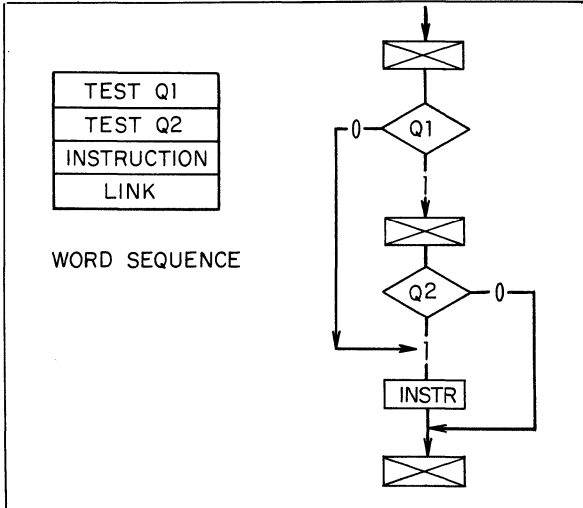 TEST Q1
TEST Q2
INSTRUCTION
LINK
WORD SEQUENCE
0
Q1
1
Q2
0
1
INSTR